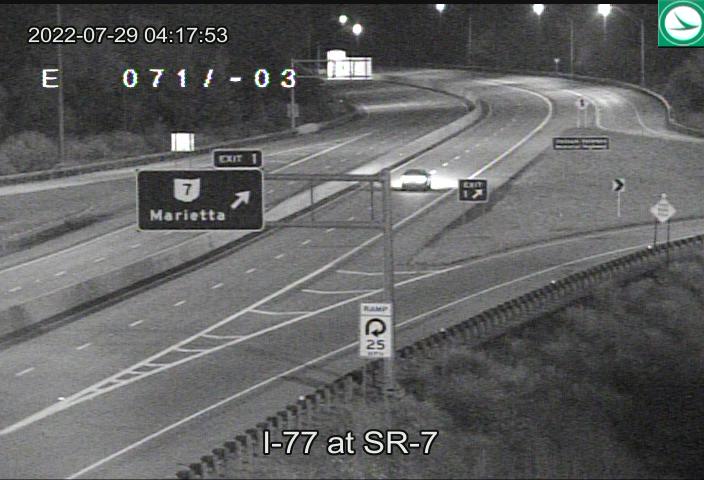 2022-07-29 04:17:53
E 071/-03
EXIT 1
7
Marietta
EXIT
1
RAMP
25
MPH
I-77 at SR-7